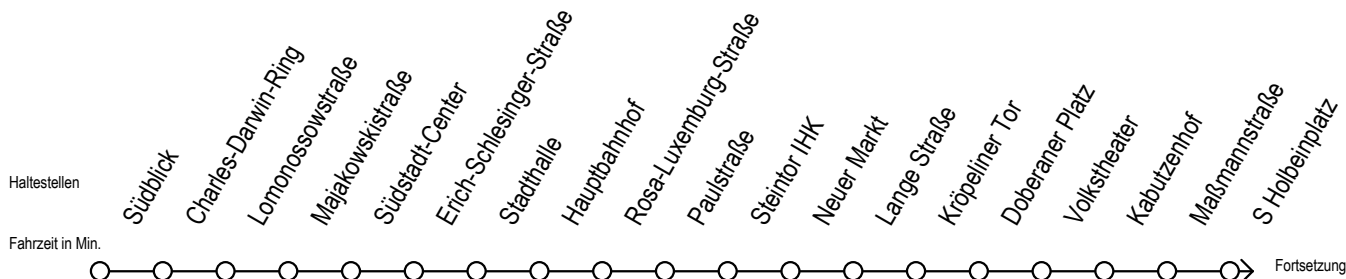 Haltestellen
Südblick
Charles-Darwin-Ring
Lomonossowstraße
Majakowskistraße
Südstadt-Center
Erich-Schlesinger-Straße
Stadthalle
Hauptbahnhof
Rosa-Luxemburg-Straße
Paulstraße
Steintor IHK
Neuer Markt
Lange Straße
Kröpeliner Tor
Doberaner Platz
Volkstheater
Kabutzenhof
Maßmannstraße
S Holbeinplatz
Fahrzeit in Min.
Fortsetzung